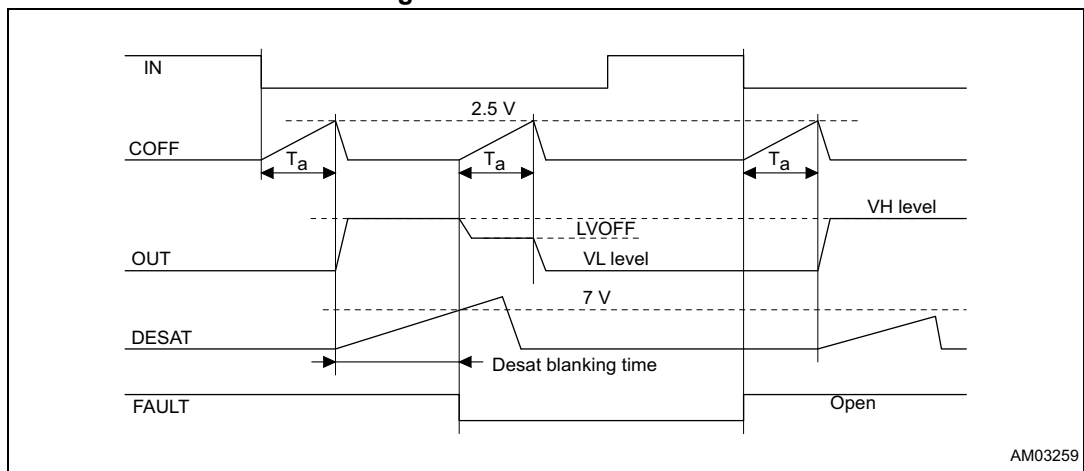 g
IN
2.5 V
COFF
Ta
Ta
Ta
VH level
LVOFF
OUT
VL level
7 V
DESAT
Desat blanking time
FAULT
Open
AM03259